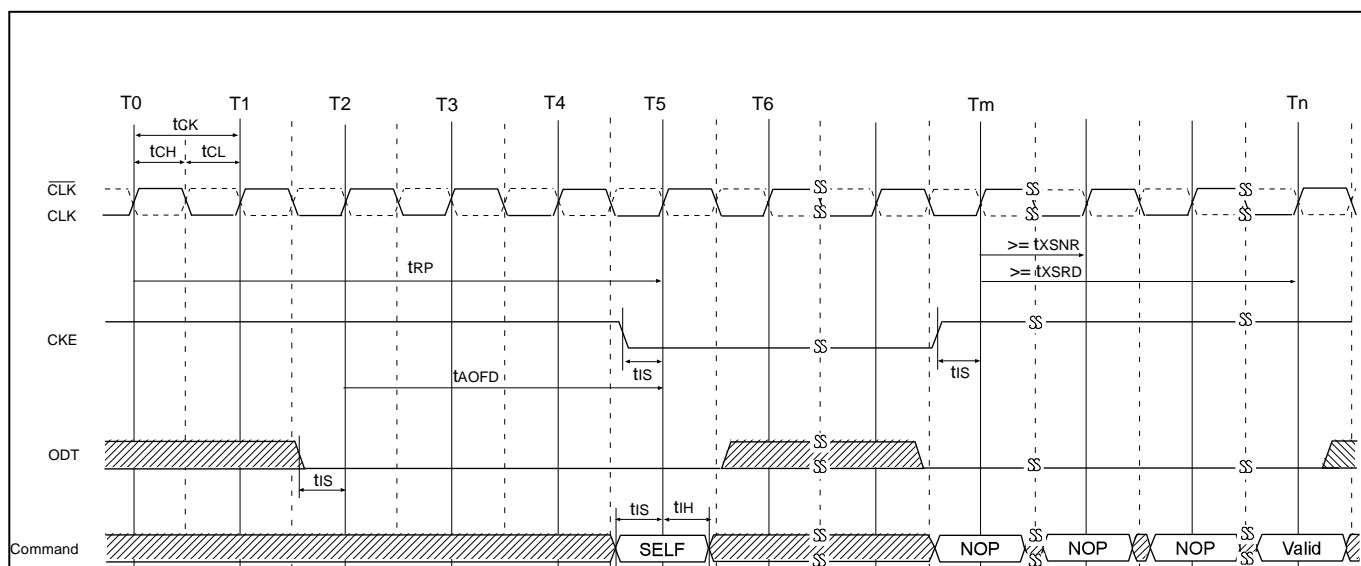 T0 T1 T2 T3 T4 T5 T6 Tm Tn
tCK
tCH tCL
CLK
CLK
>= tXSNR
tRP
>= tXSRD
CKE
tIS
tIS
tAOFD
ODT
tIS
tIS tIH
Command SELF NOP NOP NOP Valid